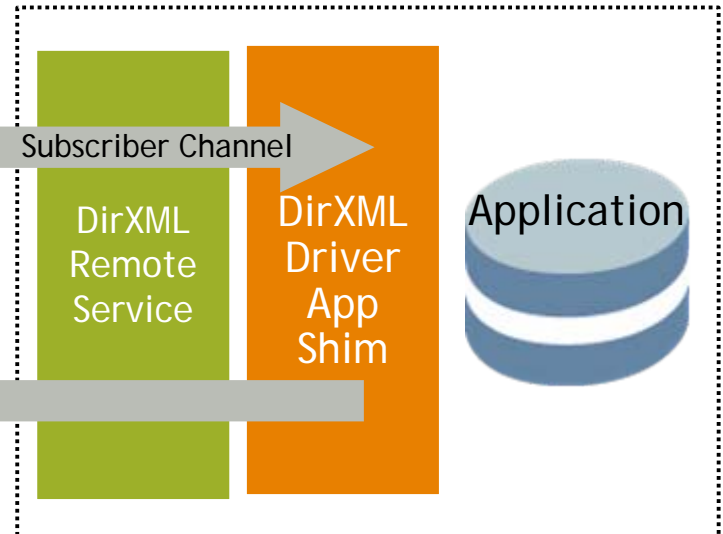 Subscriber Channel
DirXML
Remote
Service
DirXML
Driver
App
Shim
Application